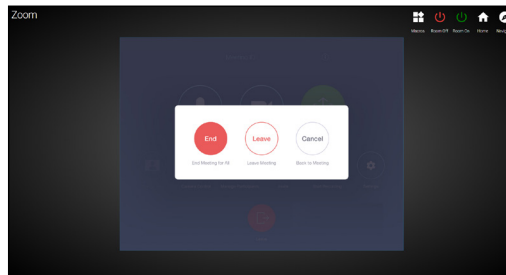 Zoom
Macros Room Off Room On Home
End Leave Cancel
End Meeting for All Leave Meeting Back to Meeting